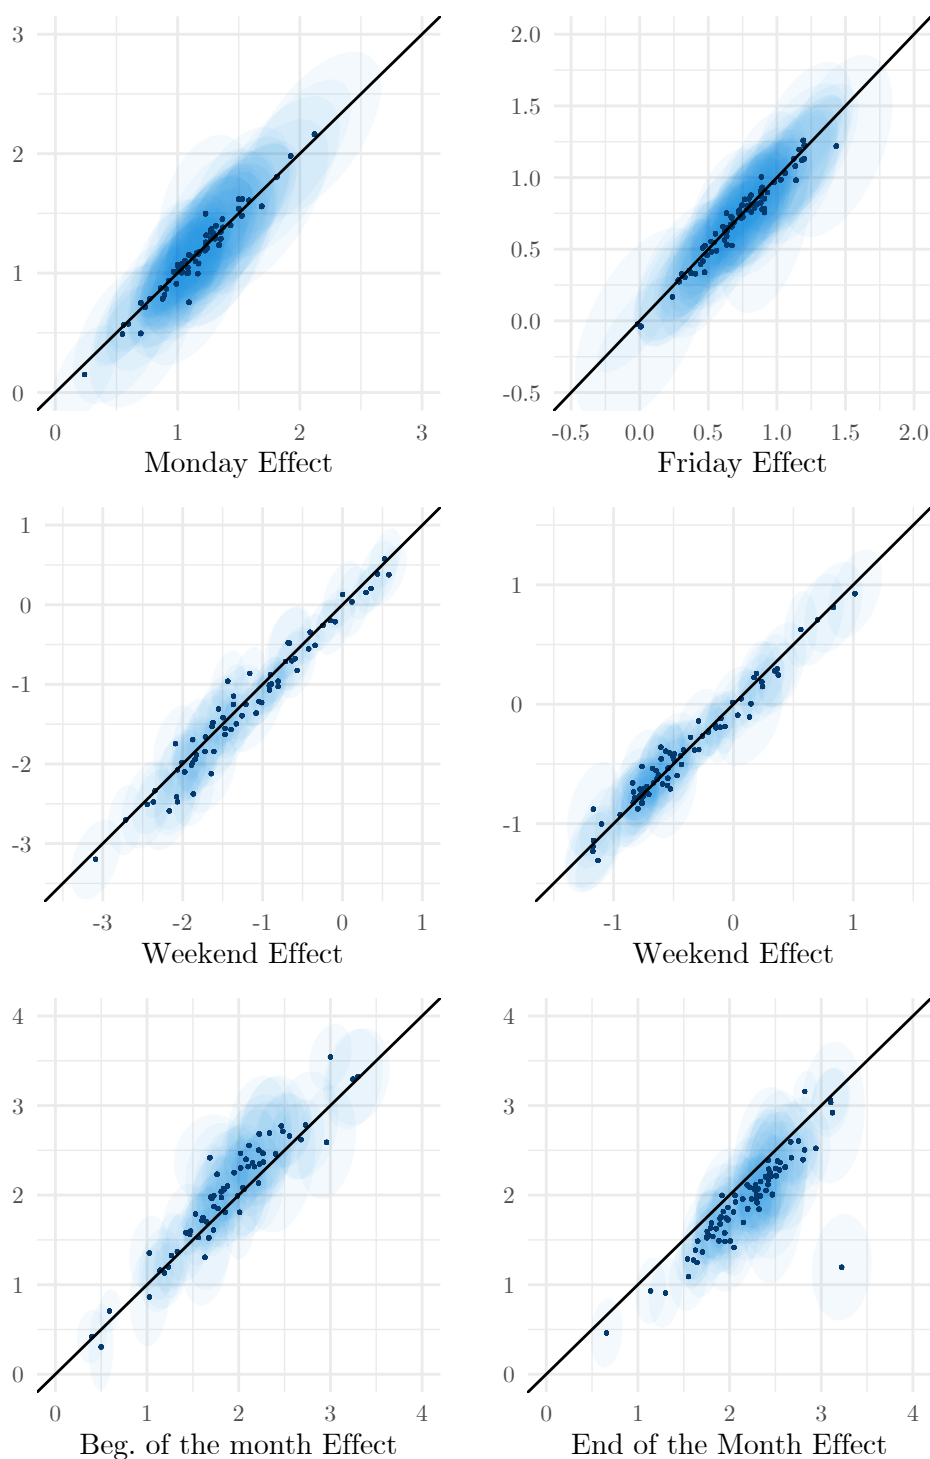 3
2
1
0
0 1 2 3
Monday Effect
2.0
1.5
1.0
0.5
0.0
-0.5
-0.5 0.0 0.5 1.0 1.5 2.0
Friday Effect
1
0
-1
-2
-3
-3 -2 -1 0 1
Weekend Effect
1
0
-1
-1 0 1
Weekend Effect
4
3
2
1
0
0 1 2 3 4
Beg. of the month Effect
4
3
2
1
0
0 1 2 3 4
End of the Month Effect